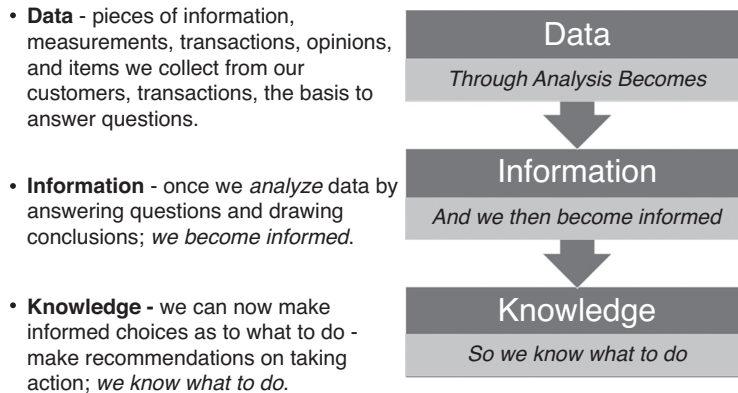 • Data - pieces of information,
measurements, transactions, opinions,
and items we collect from our
customers, transactions, the basis to
answer questions.
• Information - once we analyze data by
answering questions and drawing
conclusions; we become informed.
• Knowledge - we can now make
informed choices as to what to do -
make recommendations on taking
action; we know what to do.
Data
Through Analysis Becomes
Information
And we then become informed
Knowledge
So we know what to do